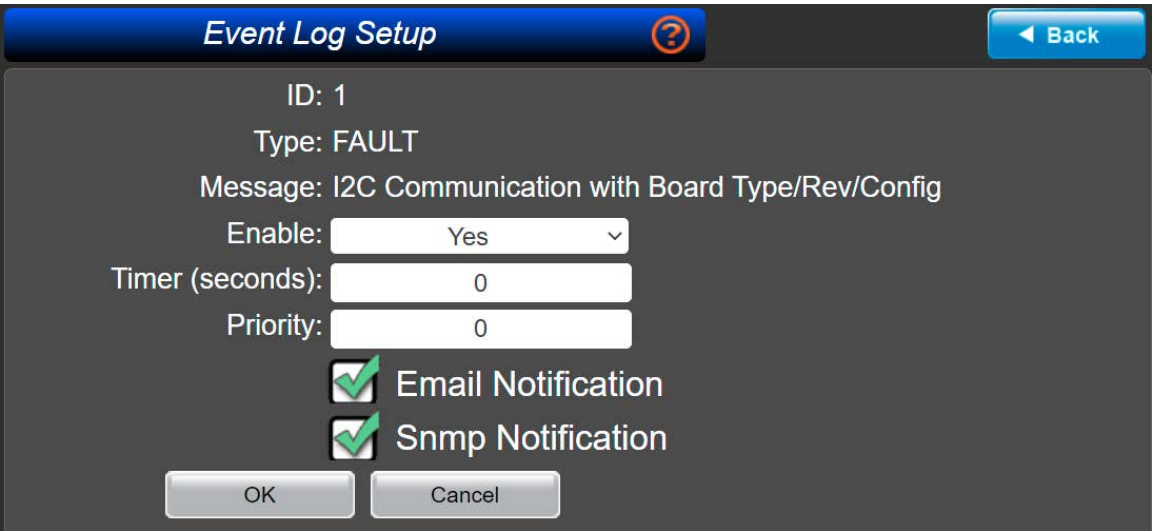 Event Log Setup ?
◄ Back
ID: 1
Type: FAULT
Message: I2C Communication with Board Type/Rev/Config
Enable: Yes
Timer (seconds): 0
Priority: 0
Email Notification
Snmp Notification
OK Cancel